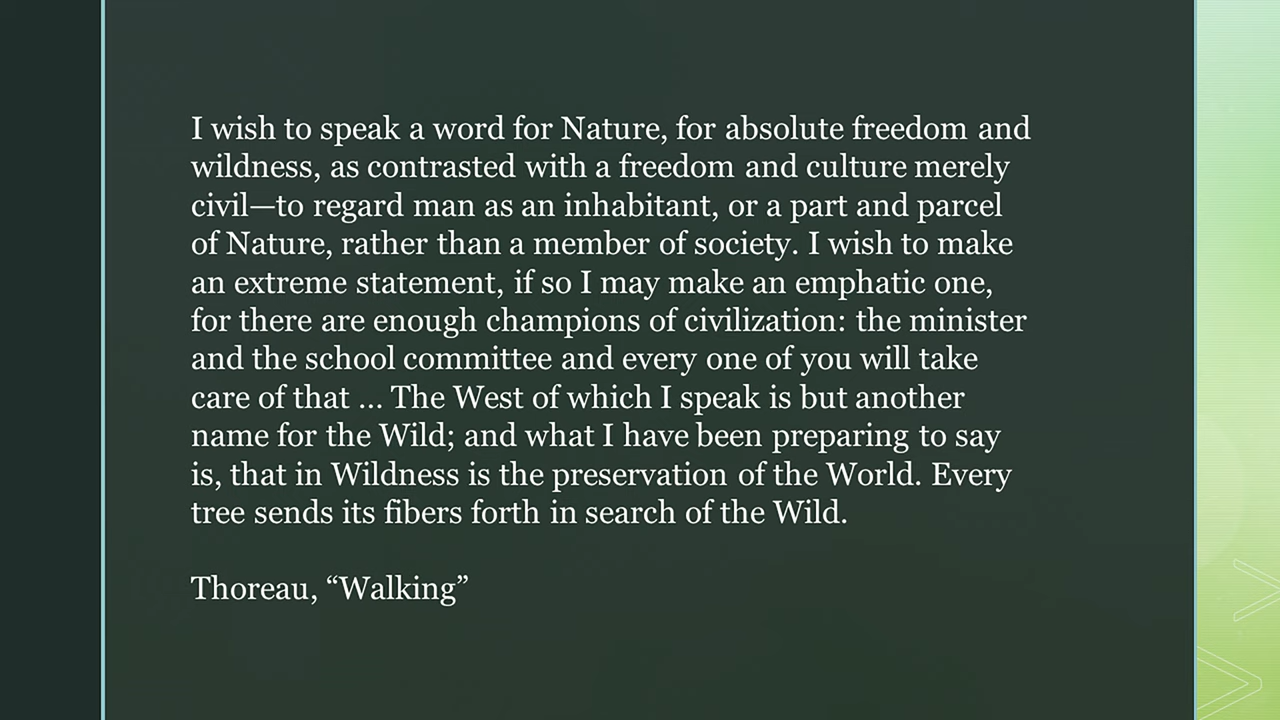 I wish to speak a word for Nature, for absolute freedom and
wildness, as contrasted with a freedom and culture merely
civil—to regard man as an inhabitant, or a part and parcel
of Nature, rather than a member of society. I wish to make
an extreme statement, if so I may make an emphatic one,
for there are enough champions of civilization: the minister
and the school committee and every one of you will take
care of that ... The West of which I speak is but another
name for the Wild; and what I have been preparing to say
is, that in Wildness is the preservation of the World. Every
tree sends its fibers forth in search of the Wild.
Thoreau, “Walking”